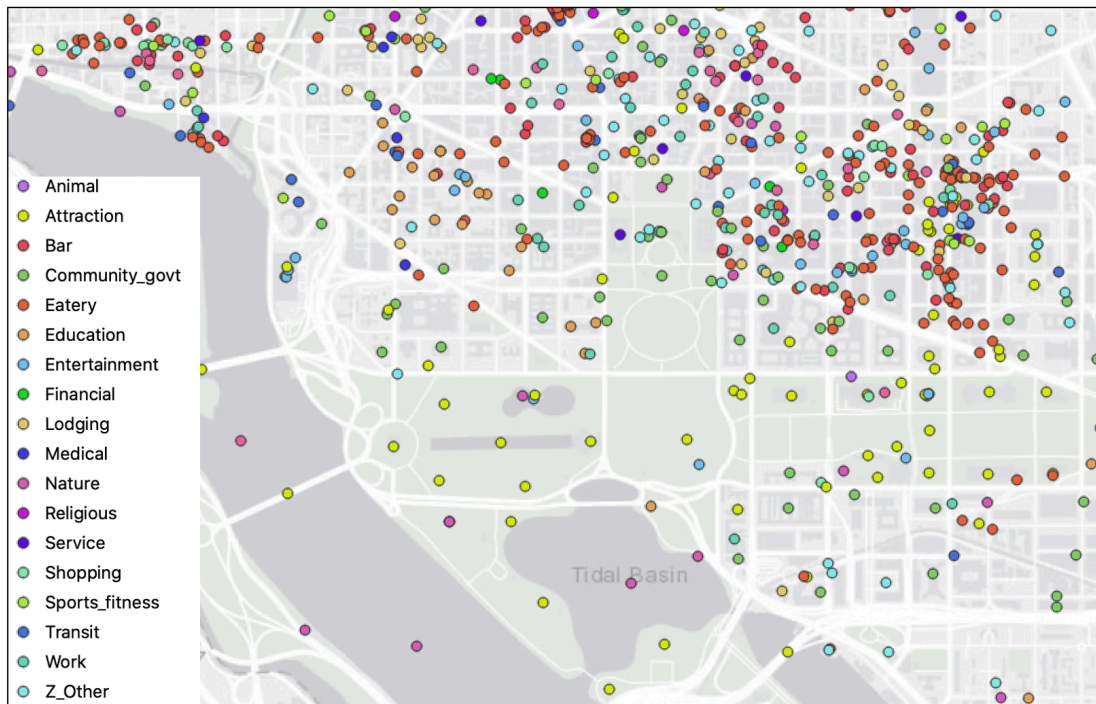 Animal
Attraction
Bar
Community_govt
Eatery
Education
Entertainment
Financial
Lodging
Medical
Nature
Religious
Service
Shopping
Sports_fitness
Transit
Work
Z_Other
Tidal Basin